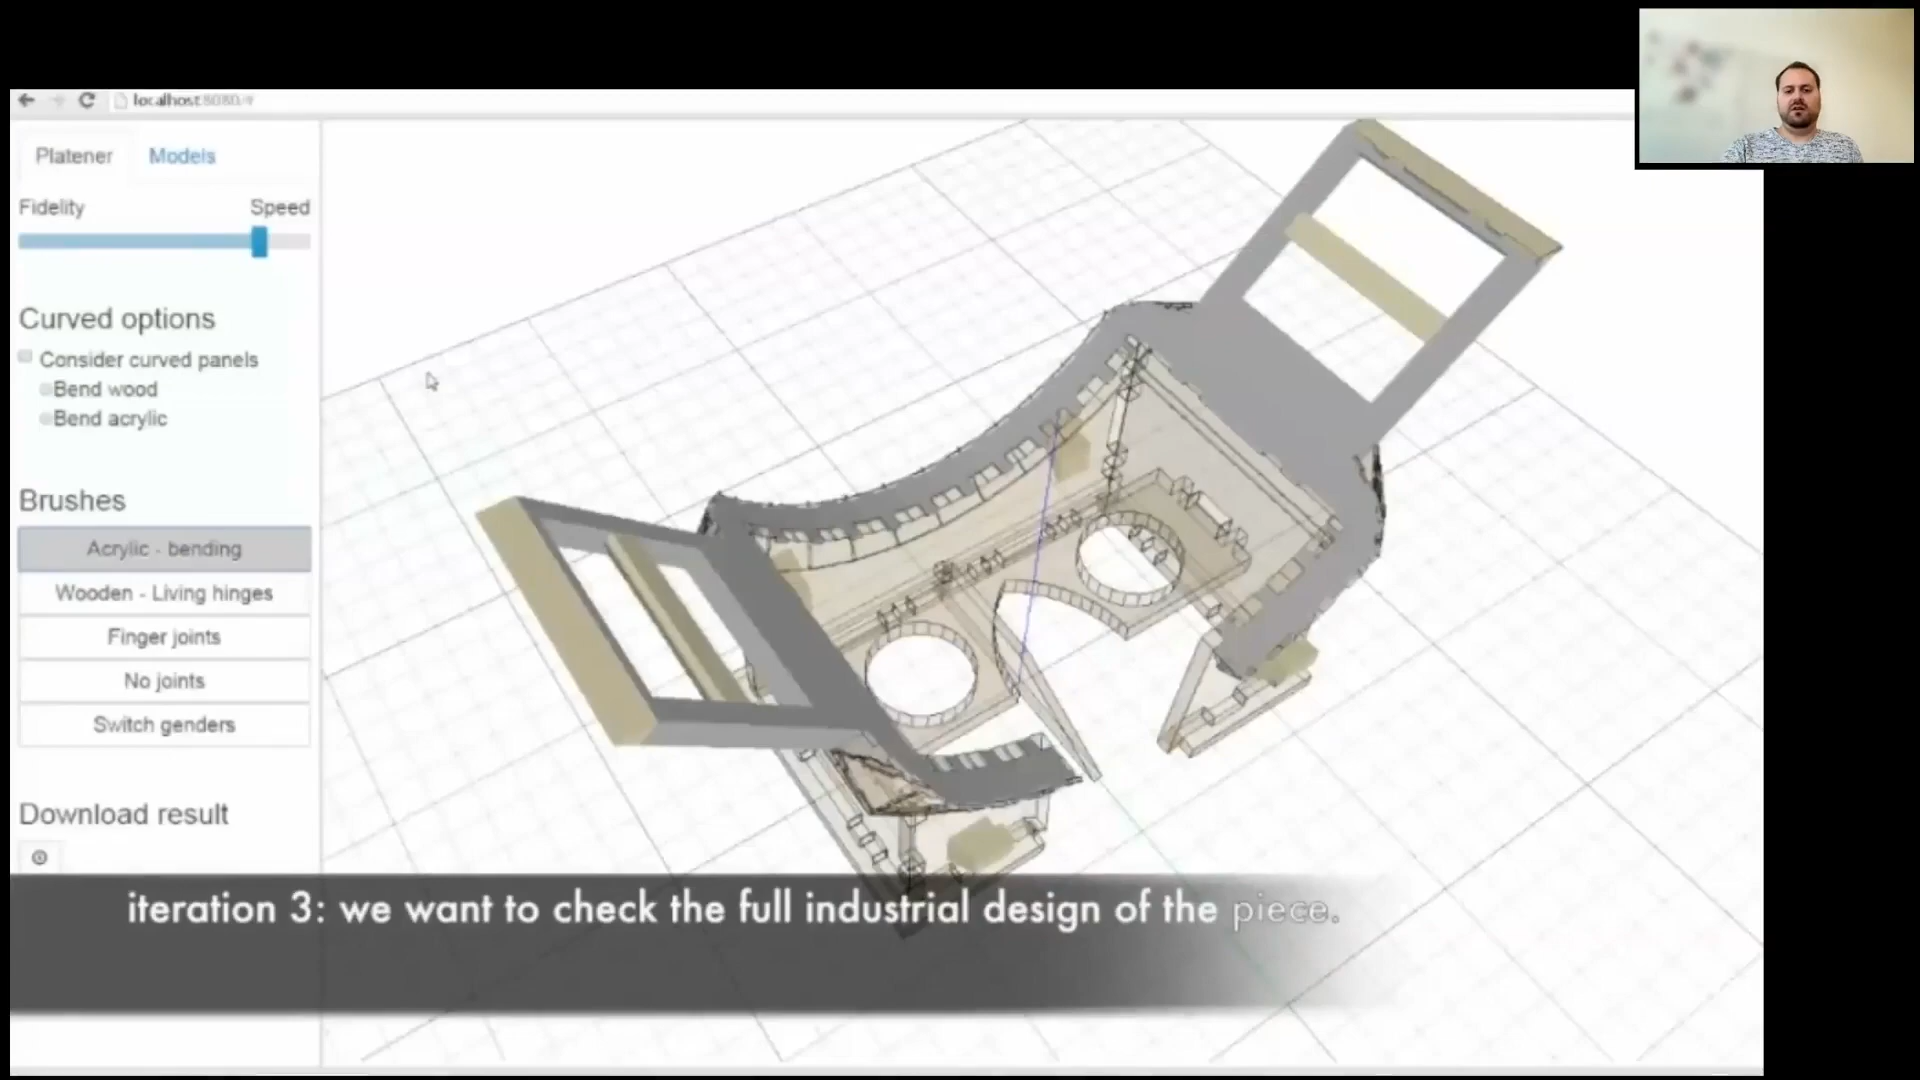 localhost:8080/#
Platener Models
Fidelity Speed
Curved options
Consider curved panels
Bend wood
Bend acrylic
Brushes
Acrylic - bending
Wooden - Living hinges
Finger joints
No joints
Switch genders
Download result
iteration 3: we want to check the full industrial design of the piece.